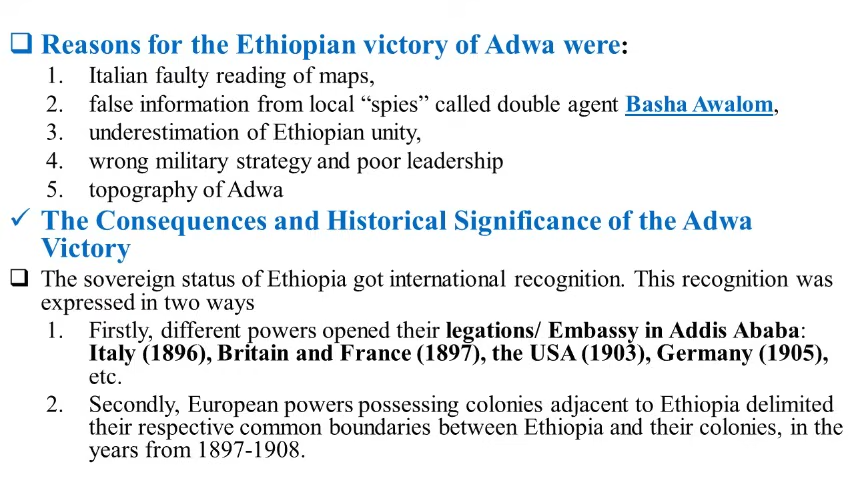 ❑ Reasons for the Ethiopian victory of Adwa were:
1. Italian faulty reading of maps,
2. false information from local “spies” called double agent Basha Awalom,
3. underestimation of Ethiopian unity,
4. wrong military strategy and poor leadership
5. topography of Adwa
✓ The Consequences and Historical Significance of the Adwa
Victory
❑ The sovereign status of Ethiopia got international recognition. This recognition was
expressed in two ways
1. Firstly, different powers opened their legations/ Embassy in Addis Ababa:
Italy (1896), Britain and France (1897), the USA (1903), Germany (1905),
etc.
2. Secondly, European powers possessing colonies adjacent to Ethiopia delimited
their respective common boundaries between Ethiopia and their colonies, in the
years from 1897-1908.